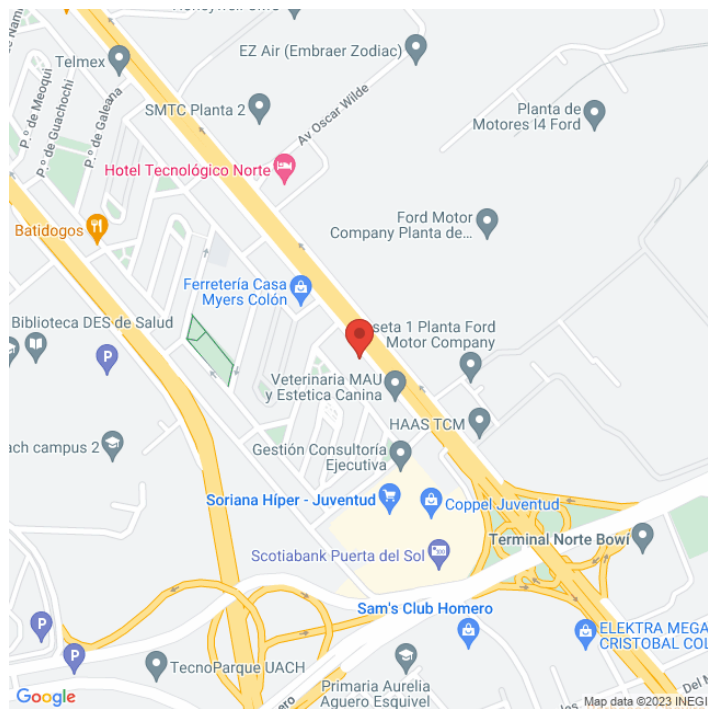 Telmex
EZ Air (Embraer Zodiac)
SMTC Planta 2
Av Oscar Wilde
Planta de
Motores I4 Ford
P.º de Meoqui
P.º de Guachochi
P.º de Galeana
Hotel Tecnológico Norte
Batidogos
Ford Motor
Company Planta de...
Ferretería Casa
Myers Colón
Biblioteca DES de Salud
seta 1 Planta Ford
Motor Company
Veterinaria MAU
y Estetica Canina
HAAS TCM
ach campus 2
Gestión Consultoría
Ejecutiva
Soriana Híper - Juventud
Coppel Juventud
Terminal Norte Bowí
Scotiabank Puerta del Sol
Sam's Club Homero
ELEKTRA MEGA
CRISTOBAL COL
TecnoParque UACH
Primaria Aurelia
Aguero Esquivel
Del
Google
Map data ©2023 INEGI